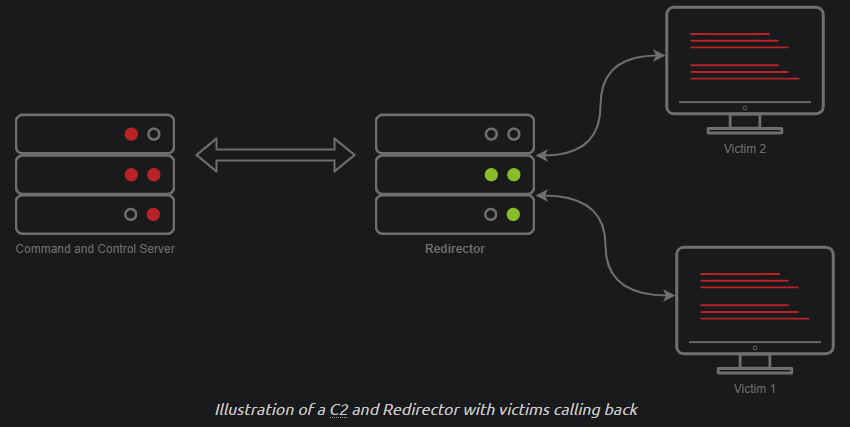 Victim 2
Command and Control Server
Redirector
Victim 1
Illustration of a C2 and Redirector with victims calling back